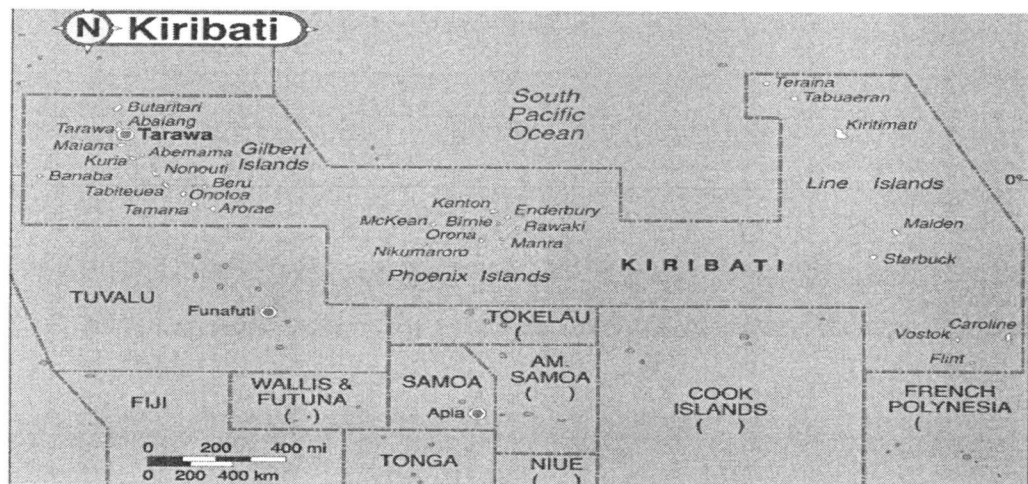 N Kiribati
Butaritari
Abaiang
Tarawa
Tarawa
Maiana
Abemama
Kuria
Gilbert
Islands
Nonouti
Banaba
Beru
Tabiteuea
Onotoa
Tamana
Arorae
South
Pacific
Ocean
Teraina
Tabuaeran
Kiritimati
Line Islands
0°
Malden
Starbuck
Kanton
Enderbury
McKean
Birnie
Rawaki
Orona
Manra
Nikumaroro
Phoenix Islands
KIRIBATI
Vostok
Caroline
Flint
TUVALU
Funafuti
TOKELAU
( )
WALLIS &
FUTUNA
( )
SAMOA
Apia
AM.
SAMOA
( )
COOK
ISLANDS
( )
FRENCH
POLYNESIA
(
FIJI
TONGA
NIUE
( )
0 200 400 mi
0 200 400 km